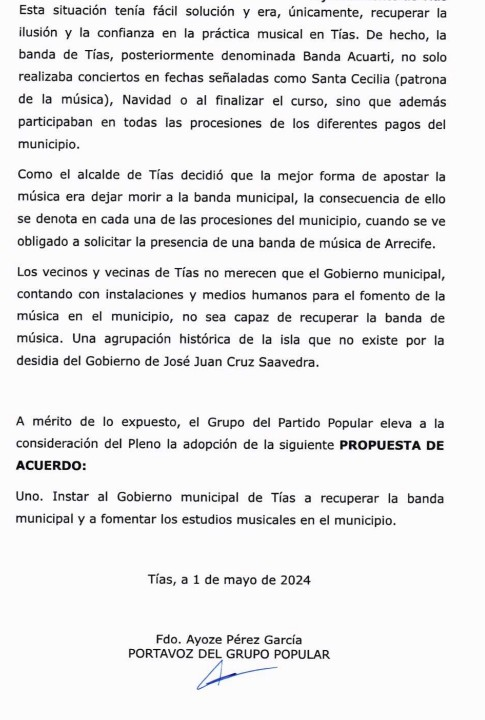 Esta situación tenía fácil solución y era, únicamente, recuperar la
ilusión y la confianza en la práctica musical en Tías. De hecho, la
banda de Tías, posteriormente denominada Banda Acuarti, no solo
realizaba conciertos en fechas señaladas como Santa Cecilia (patrona
de la música), Navidad o al finalizar el curso, sino que además
participaban en todas las procesiones de los diferentes pagos del
municipio.
Como el alcalde de Tías decidió que la mejor forma de apostar la
música era dejar morir a la banda municipal, la consecuencia de ello
se denota en cada una de las procesiones del municipio, cuando se ve
obligado a solicitar la presencia de una banda de música de Arrecife.
Los vecinos y vecinas de Tías no merecen que el Gobierno municipal,
contando con instalaciones y medios humanos para el fomento de la
música en el municipio, no sea capaz de recuperar la banda de
música. Una agrupación histórica de la isla que no existe por la
desidia del Gobierno de José Juan Cruz Saavedra.
A mérito de lo expuesto, el Grupo del Partido Popular eleva a la
consideración del Pleno la adopción de la siguiente PROPUESTA DE
ACUERDO:
Uno. Instar al Gobierno municipal de Tías a recuperar la banda
municipal y a fomentar los estudios musicales en el municipio.
Tías, a 1 de mayo de 2024
Fdo. Ayoze Pérez García
PORTAVOZ DEL GRUPO POPULAR